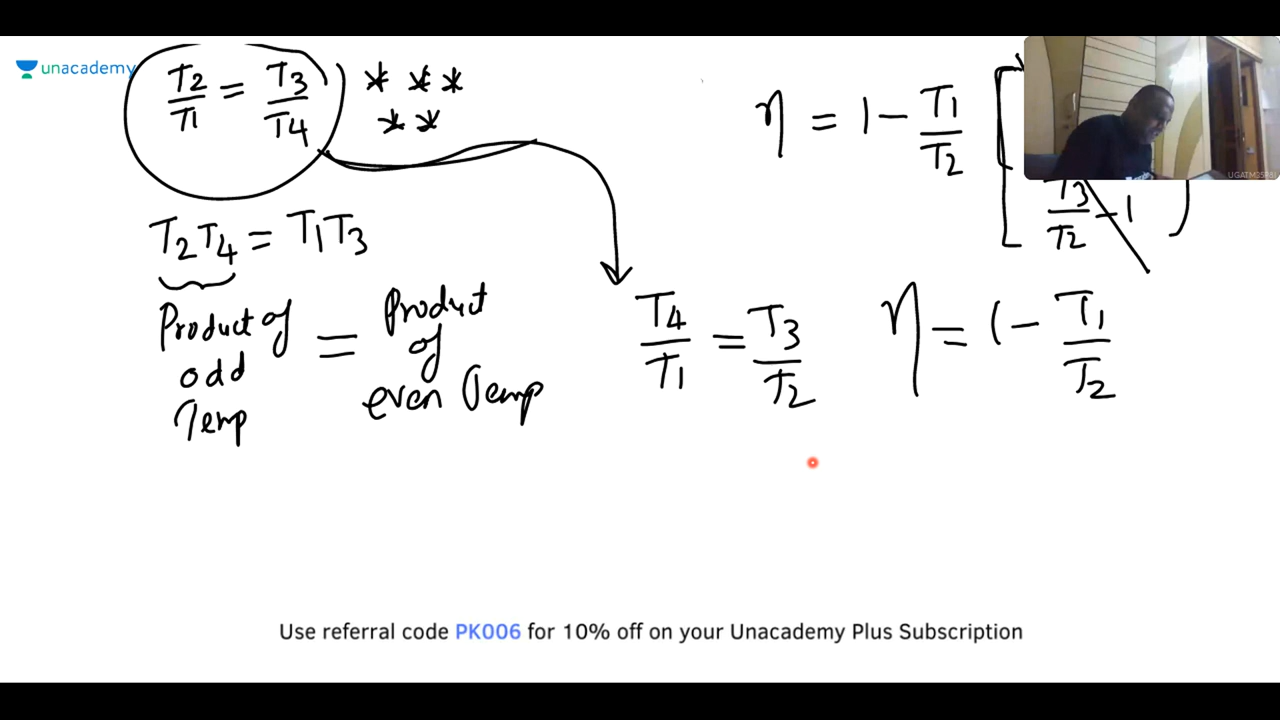 unacademy
T2/T1 = T3/T4
T2T4 = T1T3
Product of odd Temp = Product of even Temp
T4/T1 = T3/T2
η = 1 - T1/T2 [
T3/T2 - 1 ]
η = 1 - T1/T2
Use referral code PK006 for 10% off on your Unacademy Plus Subscription